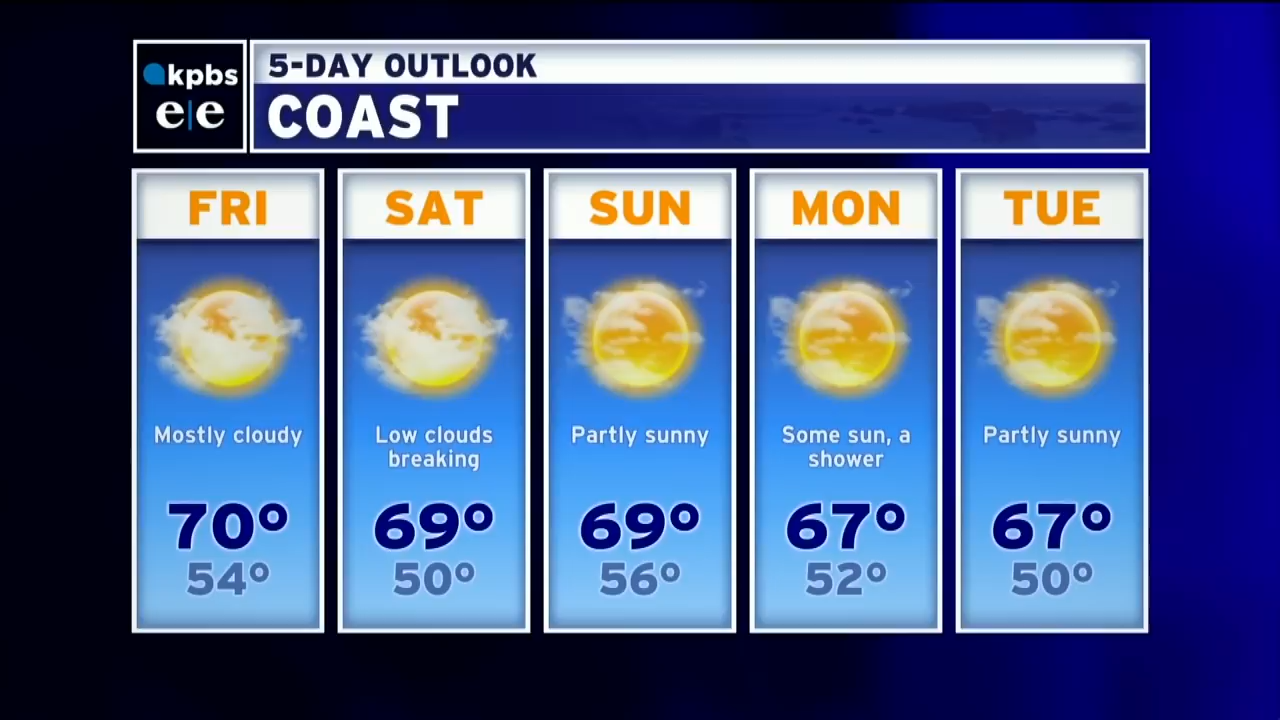 kpbs
e|e
5-DAY OUTLOOK
COAST
FRI
Mostly cloudy
70°
54°
SAT
Low clouds
breaking
69°
50°
SUN
Partly sunny
69°
56°
MON
Some sun, a
shower
67°
52°
TUE
Partly sunny
67°
50°